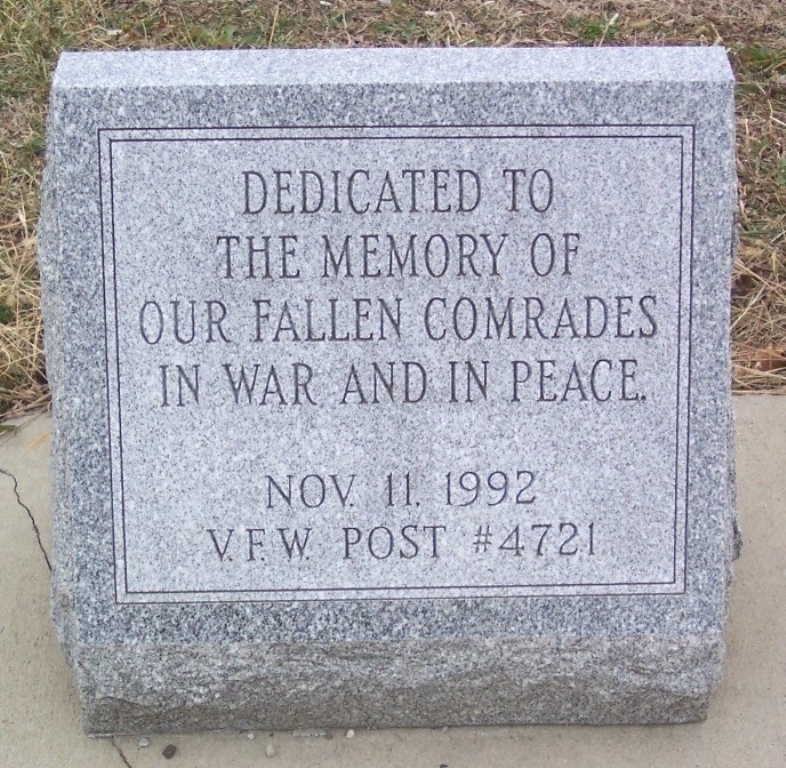 DEDICATED TO
THE MEMORY OF
OUR FALLEN COMRADES
IN WAR AND IN PEACE.
NOV. 11, 1992
V.F.W. POST #4721